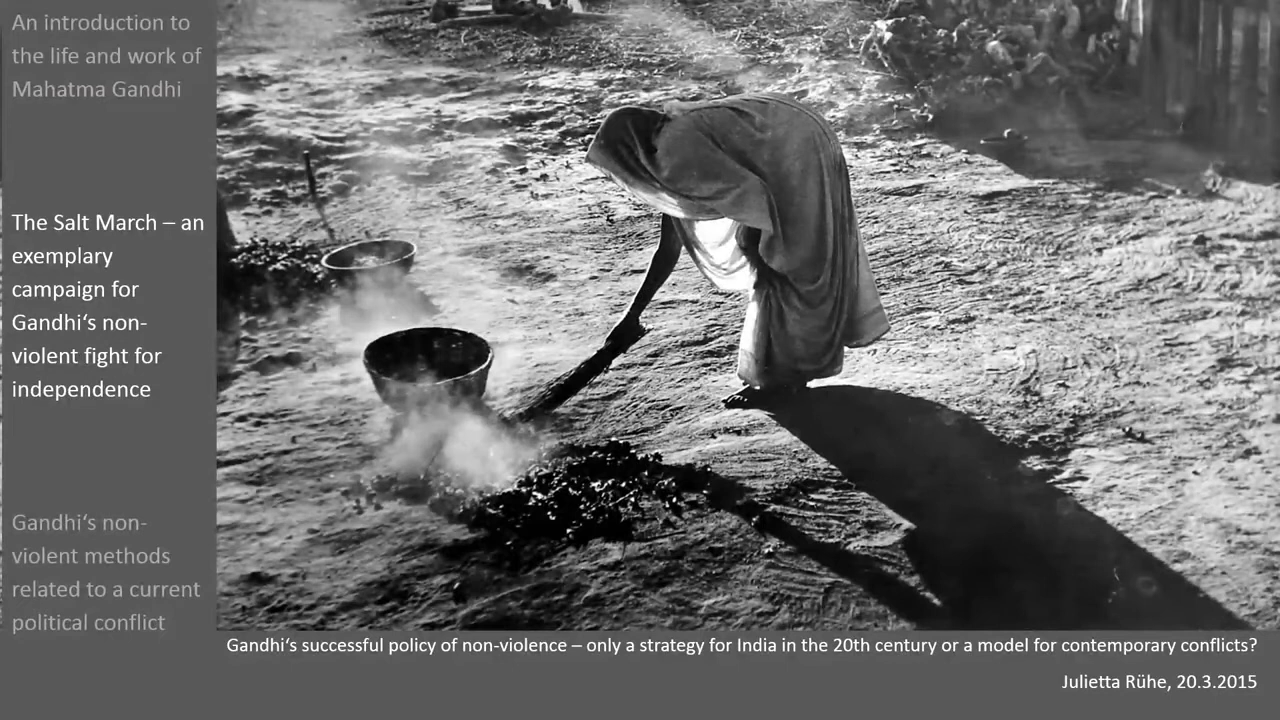 An introduction to
the life and work of
Mahatma Gandhi
The Salt March – an
exemplary
campaign for
Gandhi‘s non-
violent fight for
independence
Gandhi‘s non-
violent methods
related to a current
political conflict
Gandhi‘s successful policy of non-violence – only a strategy for India in the 20th century or a model for contemporary conflicts?
Julietta Rühe, 20.3.2015